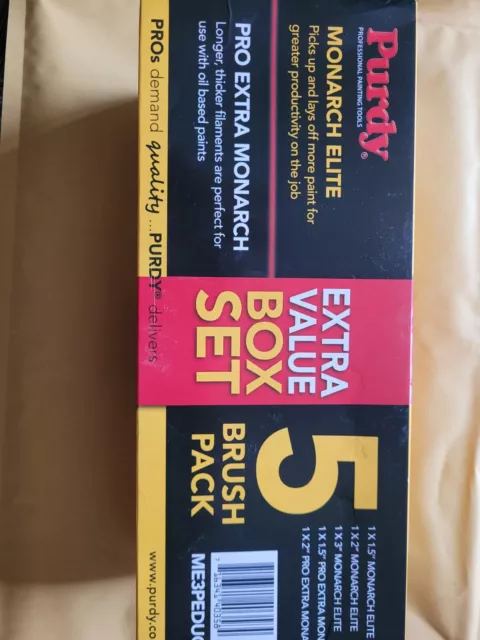 Purdy®
PROFESSIONAL PAINTING TOOLS
MONARCH ELITE
Picks up and lays off more paint for
greater productivity on the job
PRO EXTRA MONARCH
Longer, thicker filaments are perfect for
use with oil based paints
PROs demand quality ...PURDY® delivers
EXTRA
VALUE
BOX
SET
5
BRUSH
PACK
1 X 1.5" MONARCH ELITE
1 X 2" MONARCH ELITE
1 X 3" MONARCH ELITE
1 X 1.5" PRO EXTRA MO
1 X 2" PRO EXTRA MONA
ME3PEDU
www.purdy.co